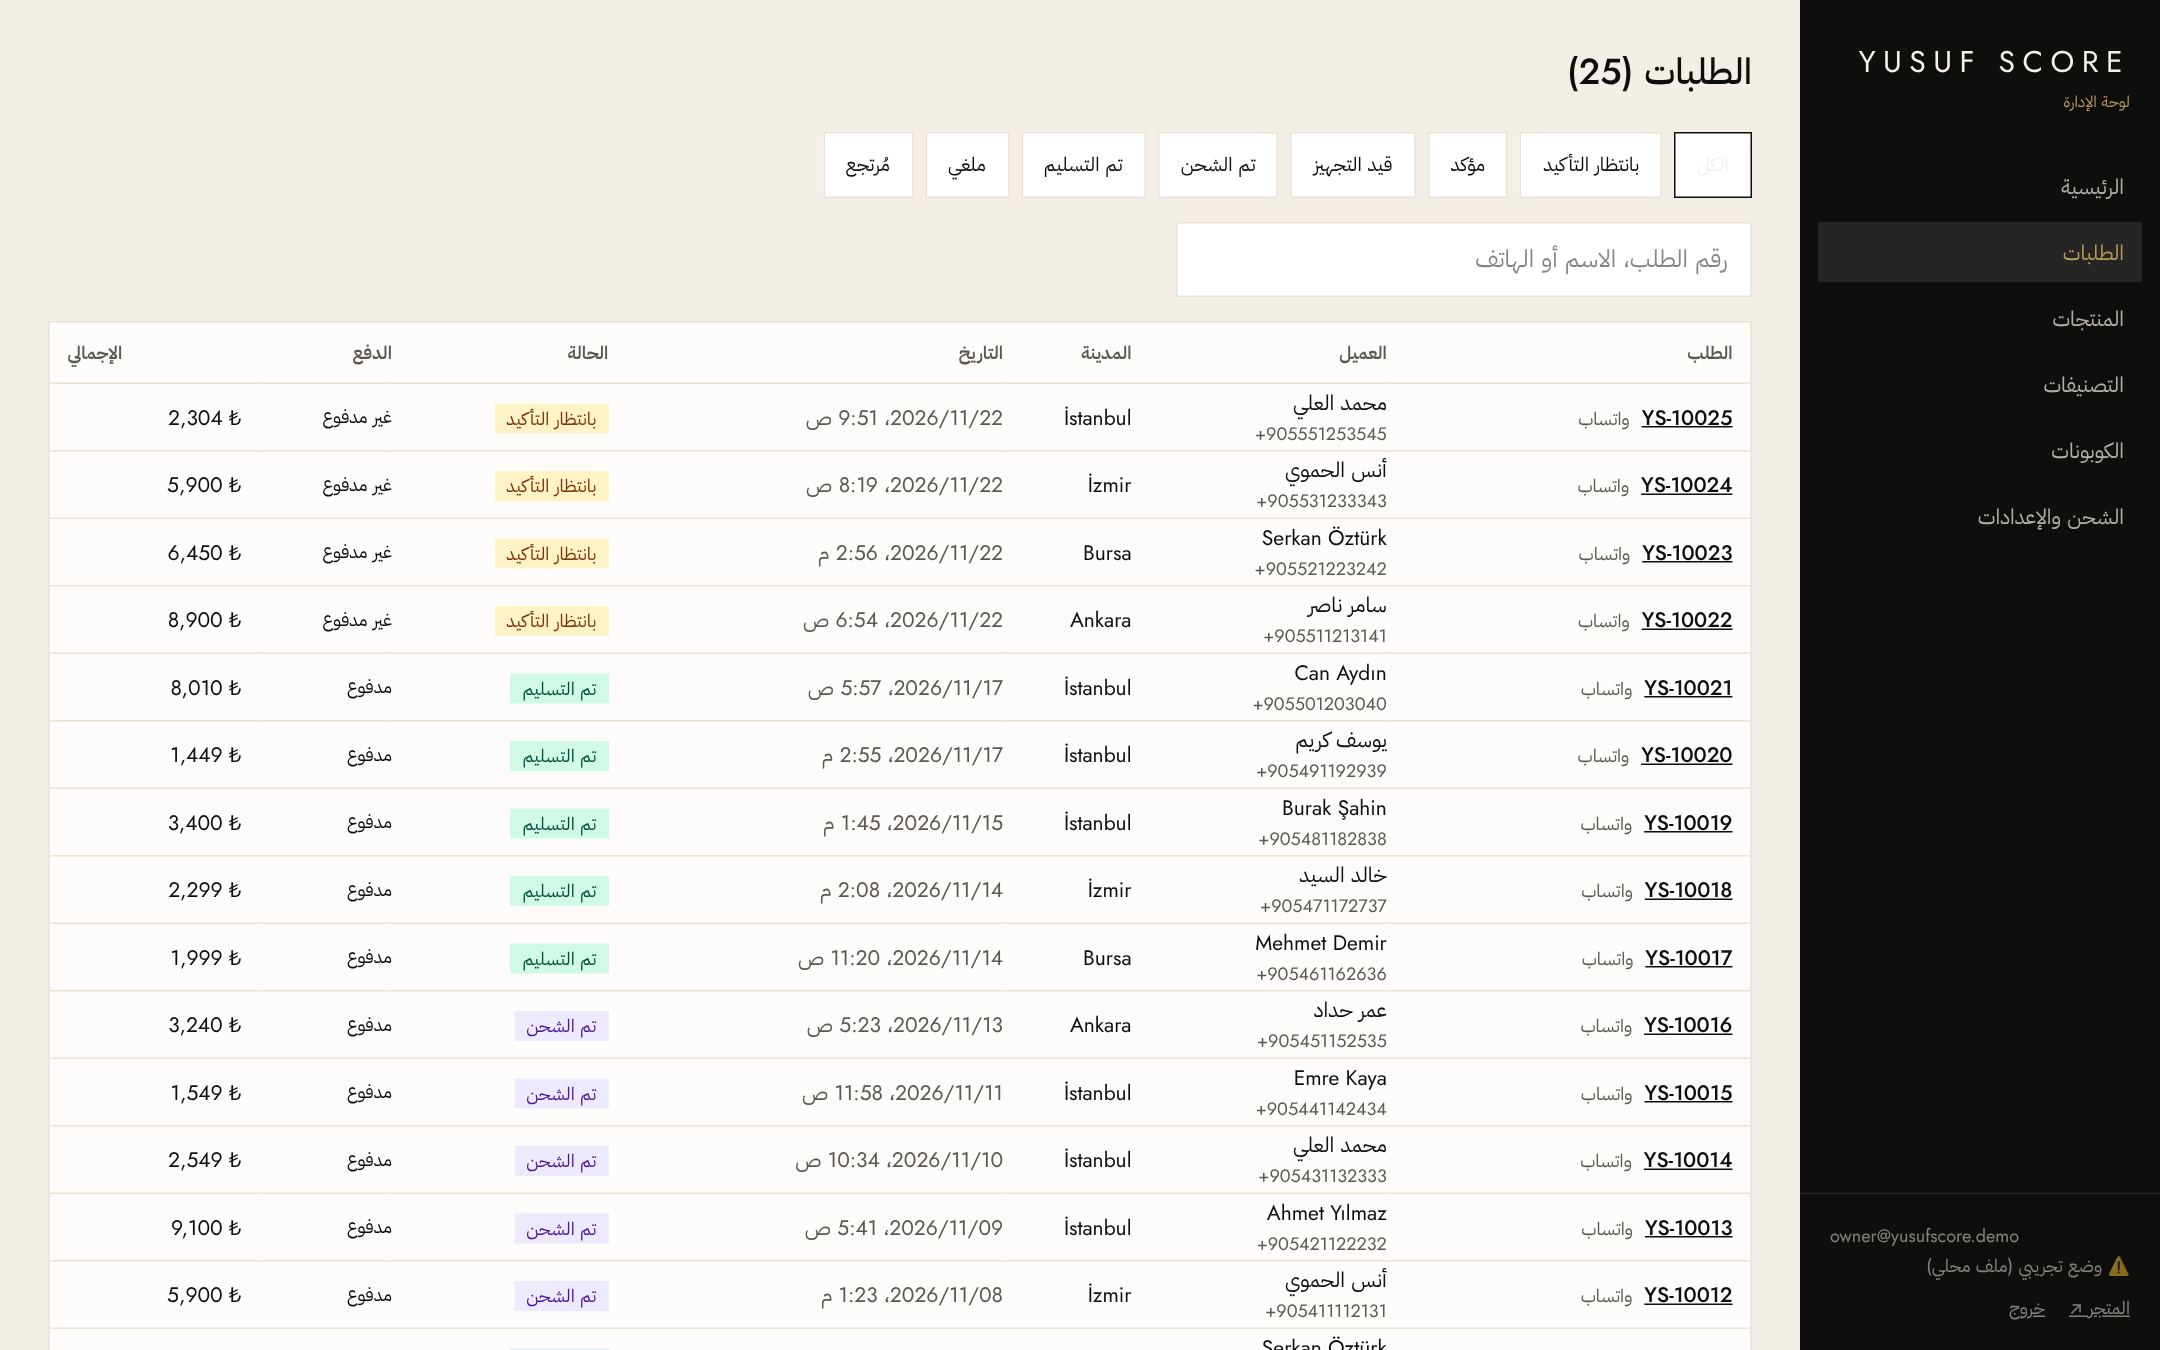 YUSUF SCORE
لوحة الإدارة
الرئيسية
الطلبات
المنتجات
التصنيفات
الكوبونات
الشحن والإعدادات
owner@yusufscore.demo
⚠️ وضع تجريبي (ملف محلي)
المتجر ↗ خروج
الطلبات (25)
الكل بانتظار التأكيد مؤكد قيد التجهيز تم الشحن تم التسليم ملغي مُرتجع
رقم الطلب، الاسم أو الهاتف
الطلب العميل المدينة التاريخ الحالة الدفع الإجمالي
YS-10025 واتساب محمد العلي İstanbul 2026/11/22، 9:51 ص بانتظار التأكيد غير مدفوع 2,304 ₺
+905551253545
YS-10024 واتساب أنس الحموي İzmir 2026/11/22، 8:19 ص بانتظار التأكيد غير مدفوع 5,900 ₺
+905531233343
YS-10023 واتساب Serkan Öztürk Bursa 2026/11/22، 2:56 م بانتظار التأكيد غير مدفوع 6,450 ₺
+905521223242
YS-10022 واتساب سامر ناصر Ankara 2026/11/22، 6:54 ص بانتظار التأكيد غير مدفوع 8,900 ₺
+905511213141
YS-10021 واتساب Can Aydın İstanbul 2026/11/17، 5:57 ص تم التسليم مدفوع 8,010 ₺
+905501203040
YS-10020 واتساب يوسف كريم İstanbul 2026/11/17، 2:55 م تم التسليم مدفوع 1,449 ₺
+905491192939
YS-10019 واتساب Burak Şahin İstanbul 2026/11/15، 1:45 م تم التسليم مدفوع 3,400 ₺
+905481182838
YS-10018 واتساب خالد السيد İzmir 2026/11/14، 2:08 م تم التسليم مدفوع 2,299 ₺
+905471172737
YS-10017 واتساب Mehmet Demir Bursa 2026/11/14، 11:20 ص تم التسليم مدفوع 1,999 ₺
+905461162636
YS-10016 واتساب عمر حداد Ankara 2026/11/13، 5:23 ص تم الشحن مدفوع 3,240 ₺
+905451152535
YS-10015 واتساب Emre Kaya İstanbul 2026/11/11، 11:58 ص تم الشحن مدفوع 1,549 ₺
+905441142434
YS-10014 واتساب محمد العلي İstanbul 2026/11/10، 10:34 ص تم الشحن مدفوع 2,549 ₺
+905431132333
YS-10013 واتساب Ahmet Yılmaz İstanbul 2026/11/09، 5:41 ص تم الشحن مدفوع 9,100 ₺
+905421122232
YS-10012 واتساب أنس الحموي İzmir 2026/11/08، 1:23 م تم الشحن مدفوع 5,900 ₺
+905411112131
Serkan Öztürk